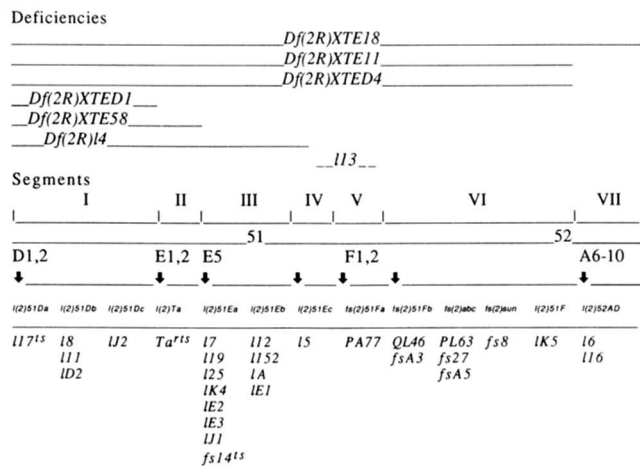 Deficiencies
Df(2R)XTE18
Df(2R)XTE11
Df(2R)XTED4
Df(2R)XTED1
Df(2R)XTE58
Df(2R)l4
l13
Segments
I II III IV V VI VII
51 52
D1,2 E1,2 E5 F1,2 A6-10
l(2)51Da l(2)51Db l(2)51Dc l(2)Ta l(2)51Ea l(2)51Eb l(2)51Ec fs(2)51Fa fs(2)51Fb fs(2)abc fs(2)sun l(2)51F l(2)52AD
l17ts l8 lJ2 Tarts l7 l12 l5 PA77 QL46 PL63 fs8 lK5 l6
l11 l19 l152 fsA3 fs27 l16
lD2 l25 lA fsA5
lK4 lE1
lE2
lE3
lJ1
fs14ts